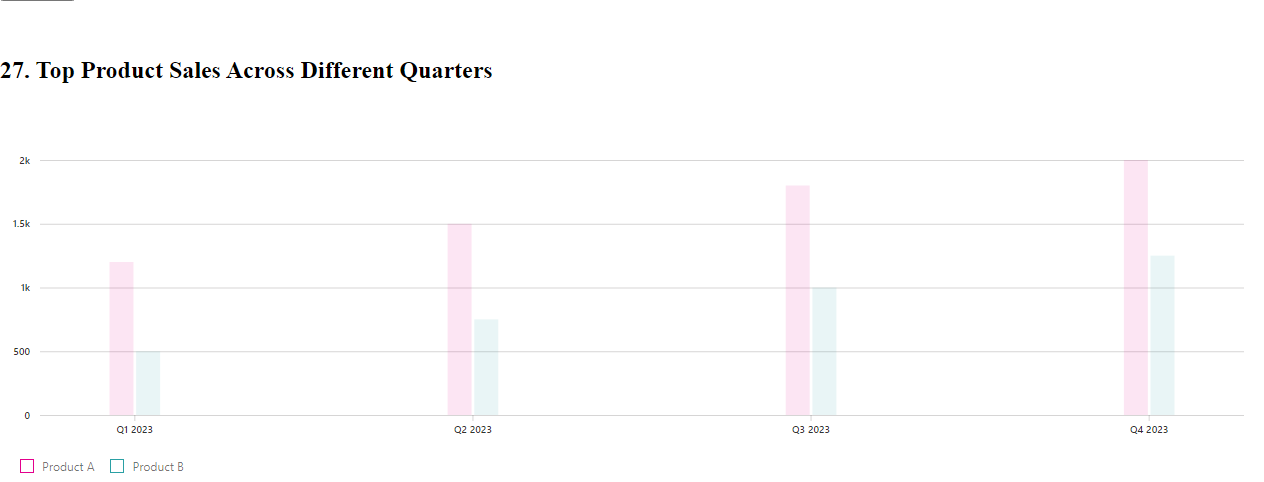 27. Top Product Sales Across Different Quarters
2k
1.5k
1k
500
0
Q1 2023 Q2 2023 Q3 2023 Q4 2023
Product A Product B